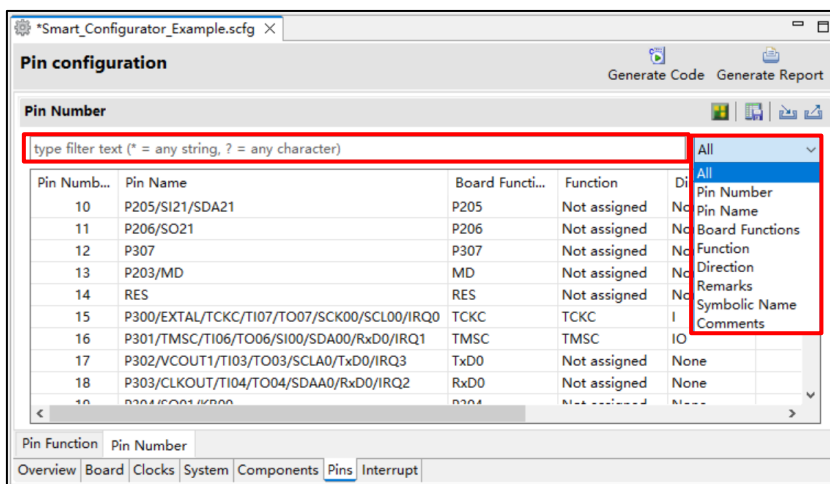 *Smart_Configurator_Example.scfg
Pin configuration
Generate Code Generate Report
Pin Number
type filter text (* = any string, ? = any character)
All
Pin Numb... Pin Name Board Functi... Function Di
10 P205/SI21/SDA21 P205 Not assigned No
11 P206/SO21 P206 Not assigned No
12 P307 P307 Not assigned No
13 P203/MD MD Not assigned No
14 RES RES Not assigned No
15 P300/EXTAL/TCKC/TI07/TO07/SCK00/SCL00/IRQ0 TCKC TCKC I
16 P301/TMSC/TI06/TO06/SI00/SDA00/RxD0/IRQ1 TMSC TMSC IO
17 P302/VCOUT1/TI03/TO03/SCLA0/TxD0/IRQ3 TxD0 Not assigned None
18 P303/CLKOUT/TI04/TO04/SDAA0/RxD0/IRQ2 RxD0 Not assigned None
All
Pin Number
Pin Name
Board Functions
Function
Direction
Remarks
Symbolic Name
Comments
Pin Function Pin Number
Overview Board Clocks System Components Pins Interrupt